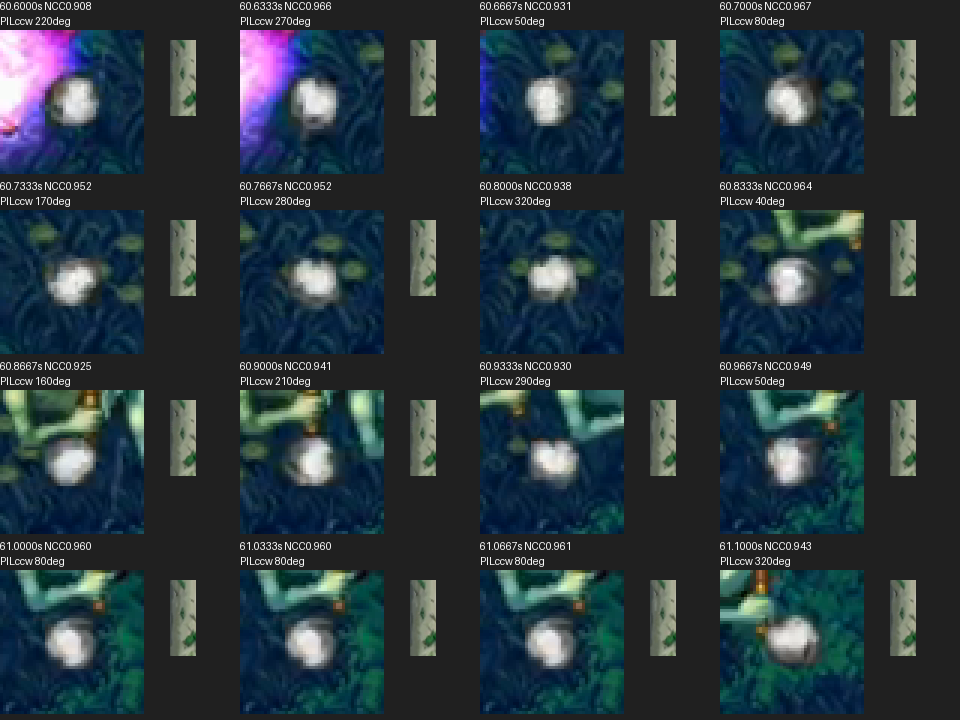 60.6000s NCC0.908
PILccw 220deg
60.6333s NCC0.966
PILccw 270deg
60.6667s NCC0.931
PILccw 50deg
60.7000s NCC0.967
PILccw 80deg
60.7333s NCC0.952
PILccw 170deg
60.7667s NCC0.952
PILccw 280deg
60.8000s NCC0.938
PILccw 320deg
60.8333s NCC0.964
PILccw 40deg
60.8667s NCC0.925
PILccw 160deg
60.9000s NCC0.941
PILccw 210deg
60.9333s NCC0.930
PILccw 290deg
60.9667s NCC0.949
PILccw 50deg
61.0000s NCC0.960
PILccw 80deg
61.0333s NCC0.960
PILccw 80deg
61.0667s NCC0.961
PILccw 80deg
61.1000s NCC0.943
PILccw 320deg